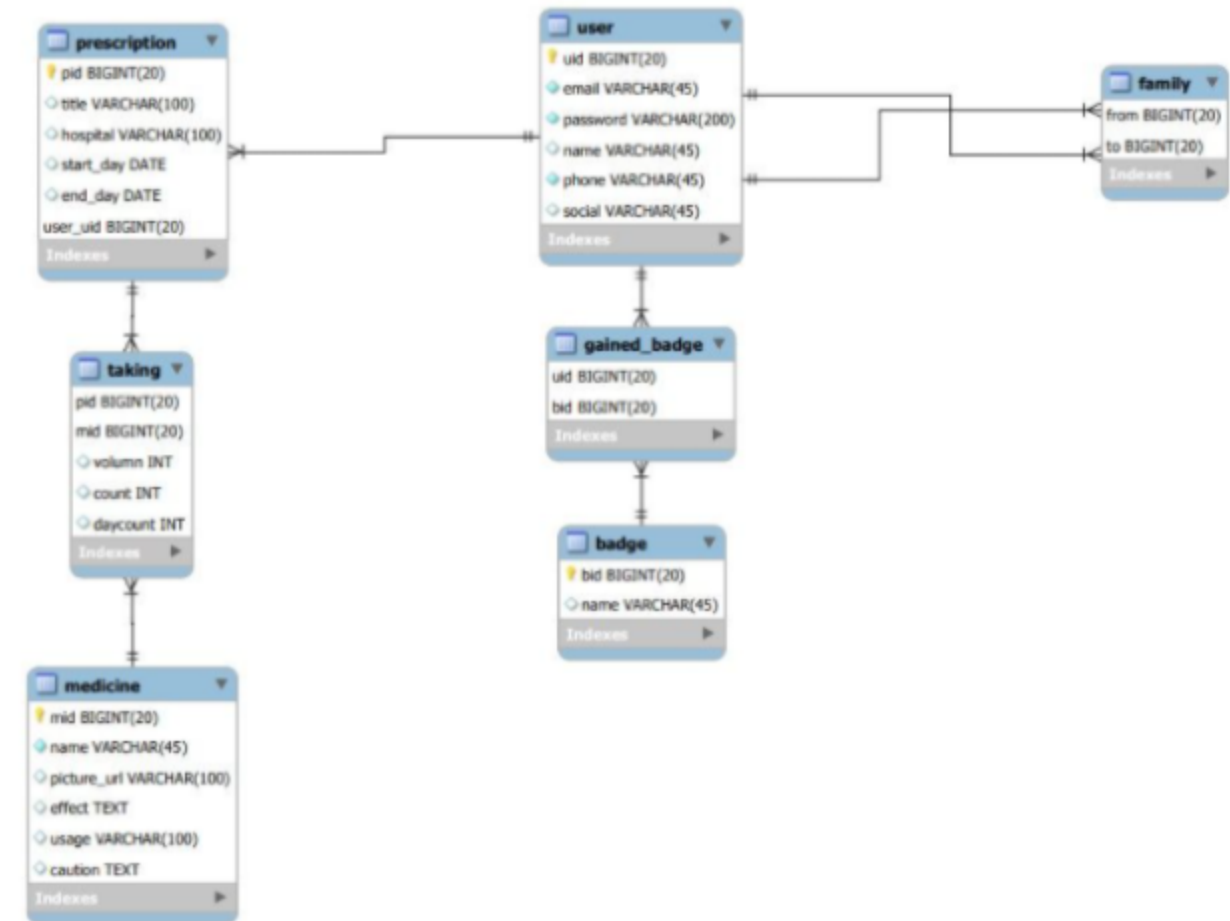 prescription
pid BIGINT(20)
title VARCHAR(100)
hospital VARCHAR(100)
start_day DATE
end_day DATE
user_uid BIGINT(20)
Indexes
user
uid BIGINT(20)
email VARCHAR(45)
password VARCHAR(200)
name VARCHAR(45)
phone VARCHAR(45)
social VARCHAR(45)
Indexes
family
from BIGINT(20)
to BIGINT(20)
Indexes
taking
pid BIGINT(20)
mid BIGINT(20)
volumn INT
count INT
daycount INT
Indexes
gained_badge
uid BIGINT(20)
bid BIGINT(20)
Indexes
badge
bid BIGINT(20)
name VARCHAR(45)
Indexes
medicine
mid BIGINT(20)
name VARCHAR(45)
picture_url VARCHAR(100)
effect TEXT
usage VARCHAR(100)
caution TEXT
Indexes